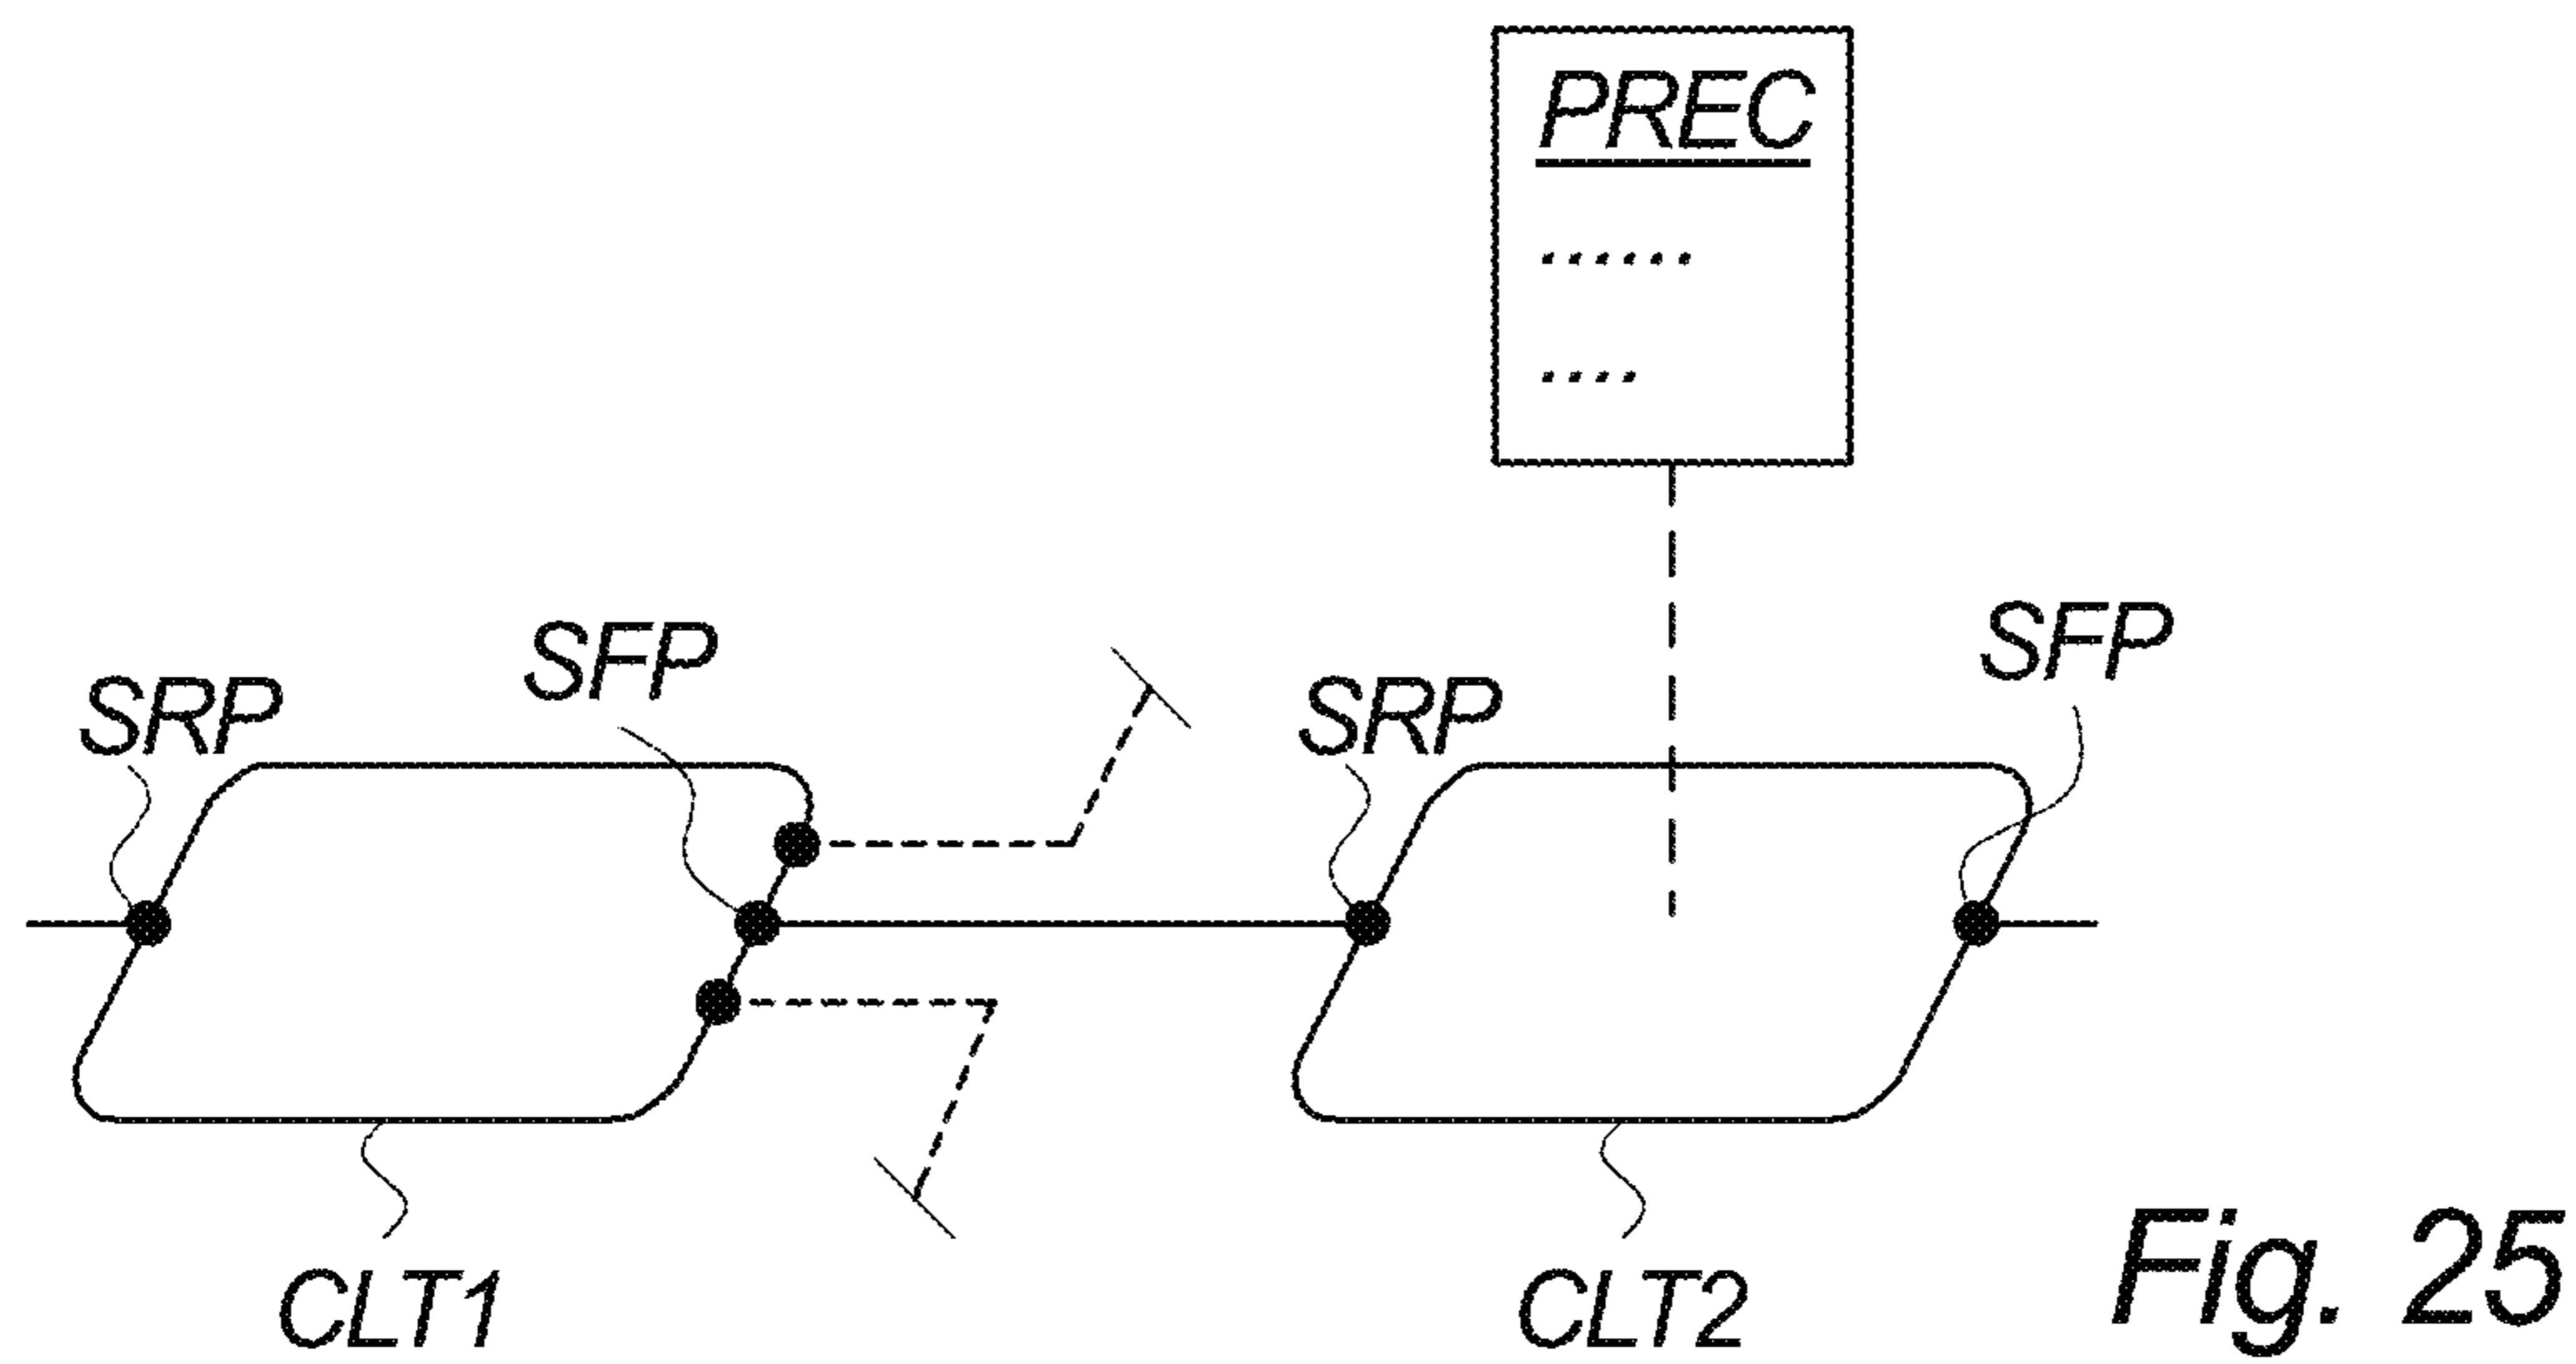 PREC
......
....
SFP
SFP
SRP
SRP
CLT1
CLT2
Fig. 25